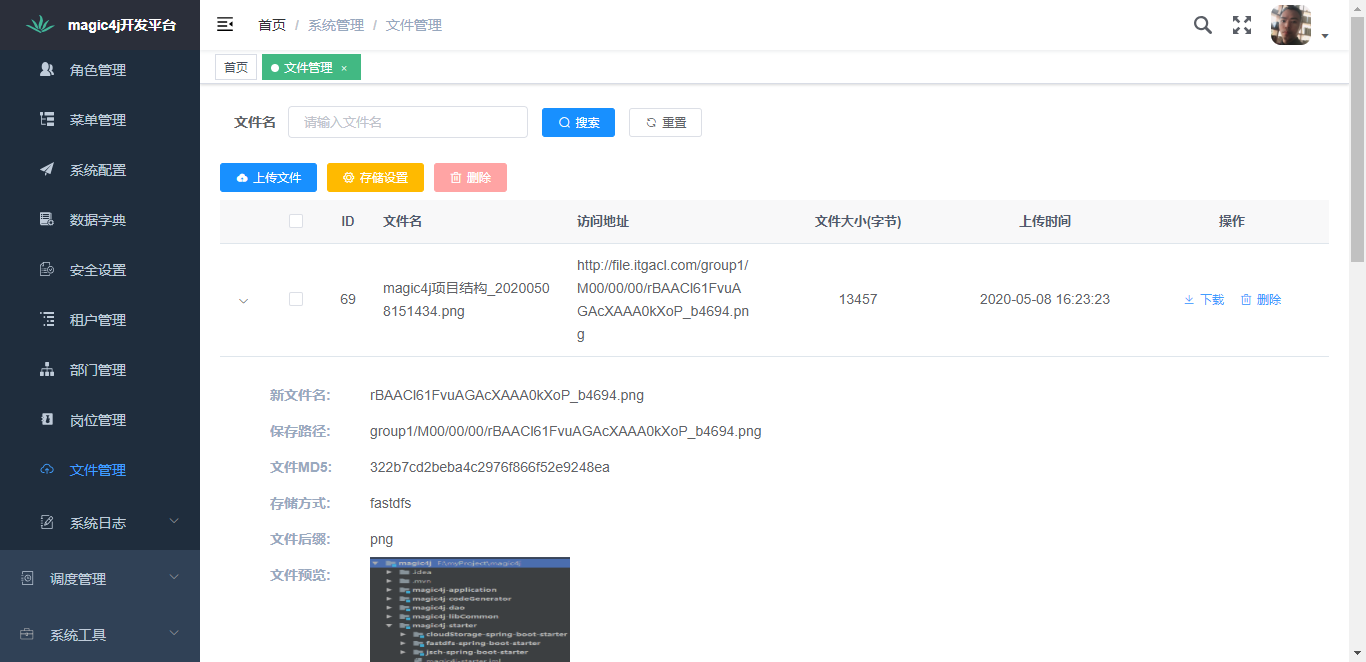 magic4j开发平台
首页 / 系统管理 / 文件管理
角色管理
菜单管理
系统配置
数据字典
安全设置
租户管理
部门管理
岗位管理
文件管理
系统日志
调度管理
系统工具
首页
文件管理 ×
文件名 请输入文件名 搜索 重置
上传文件 存储设置 删除
ID 文件名 访问地址 文件大小(字节) 上传时间 操作
69
magic4j项目结构_2020050
8151434.png
http://file.itgacl.com/group1/
M00/00/00/rBAACl61FvuA
GAcXAAA0kXoP_b4694.pn
g
13457
2020-05-08 16:23:23
下载 删除
新文件名: rBAACl61FvuAGAcXAAA0kXoP_b4694.png
保存路径: group1/M00/00/00/rBAACl61FvuAGAcXAAA0kXoP_b4694.png
文件MD5: 322b7cd2beba4c2976f866f52e9248ea
存储方式: fastdfs
文件后缀: png
文件预览:
magic4j F:\myProject\magic4j
.idea
.mvn
magic4j-application
magic4j-codeGenerator
magic4j-dao
magic4j-libCommon
magic4j-starter
cloudStorage-spring-boot-starter
fastdfs-spring-boot-starter
jsch-spring-boot-starter
magic4j-starter.iml